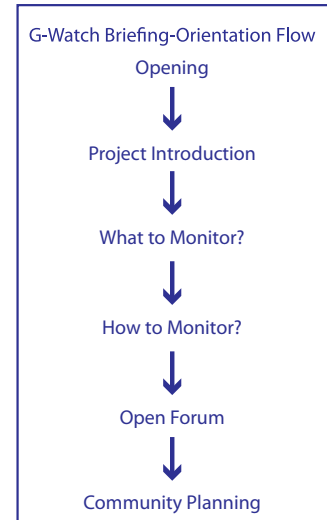 G-Watch Briefing-Orientation Flow
Opening
Project Introduction
What to Monitor?
How to Monitor?
Open Forum
Community Planning